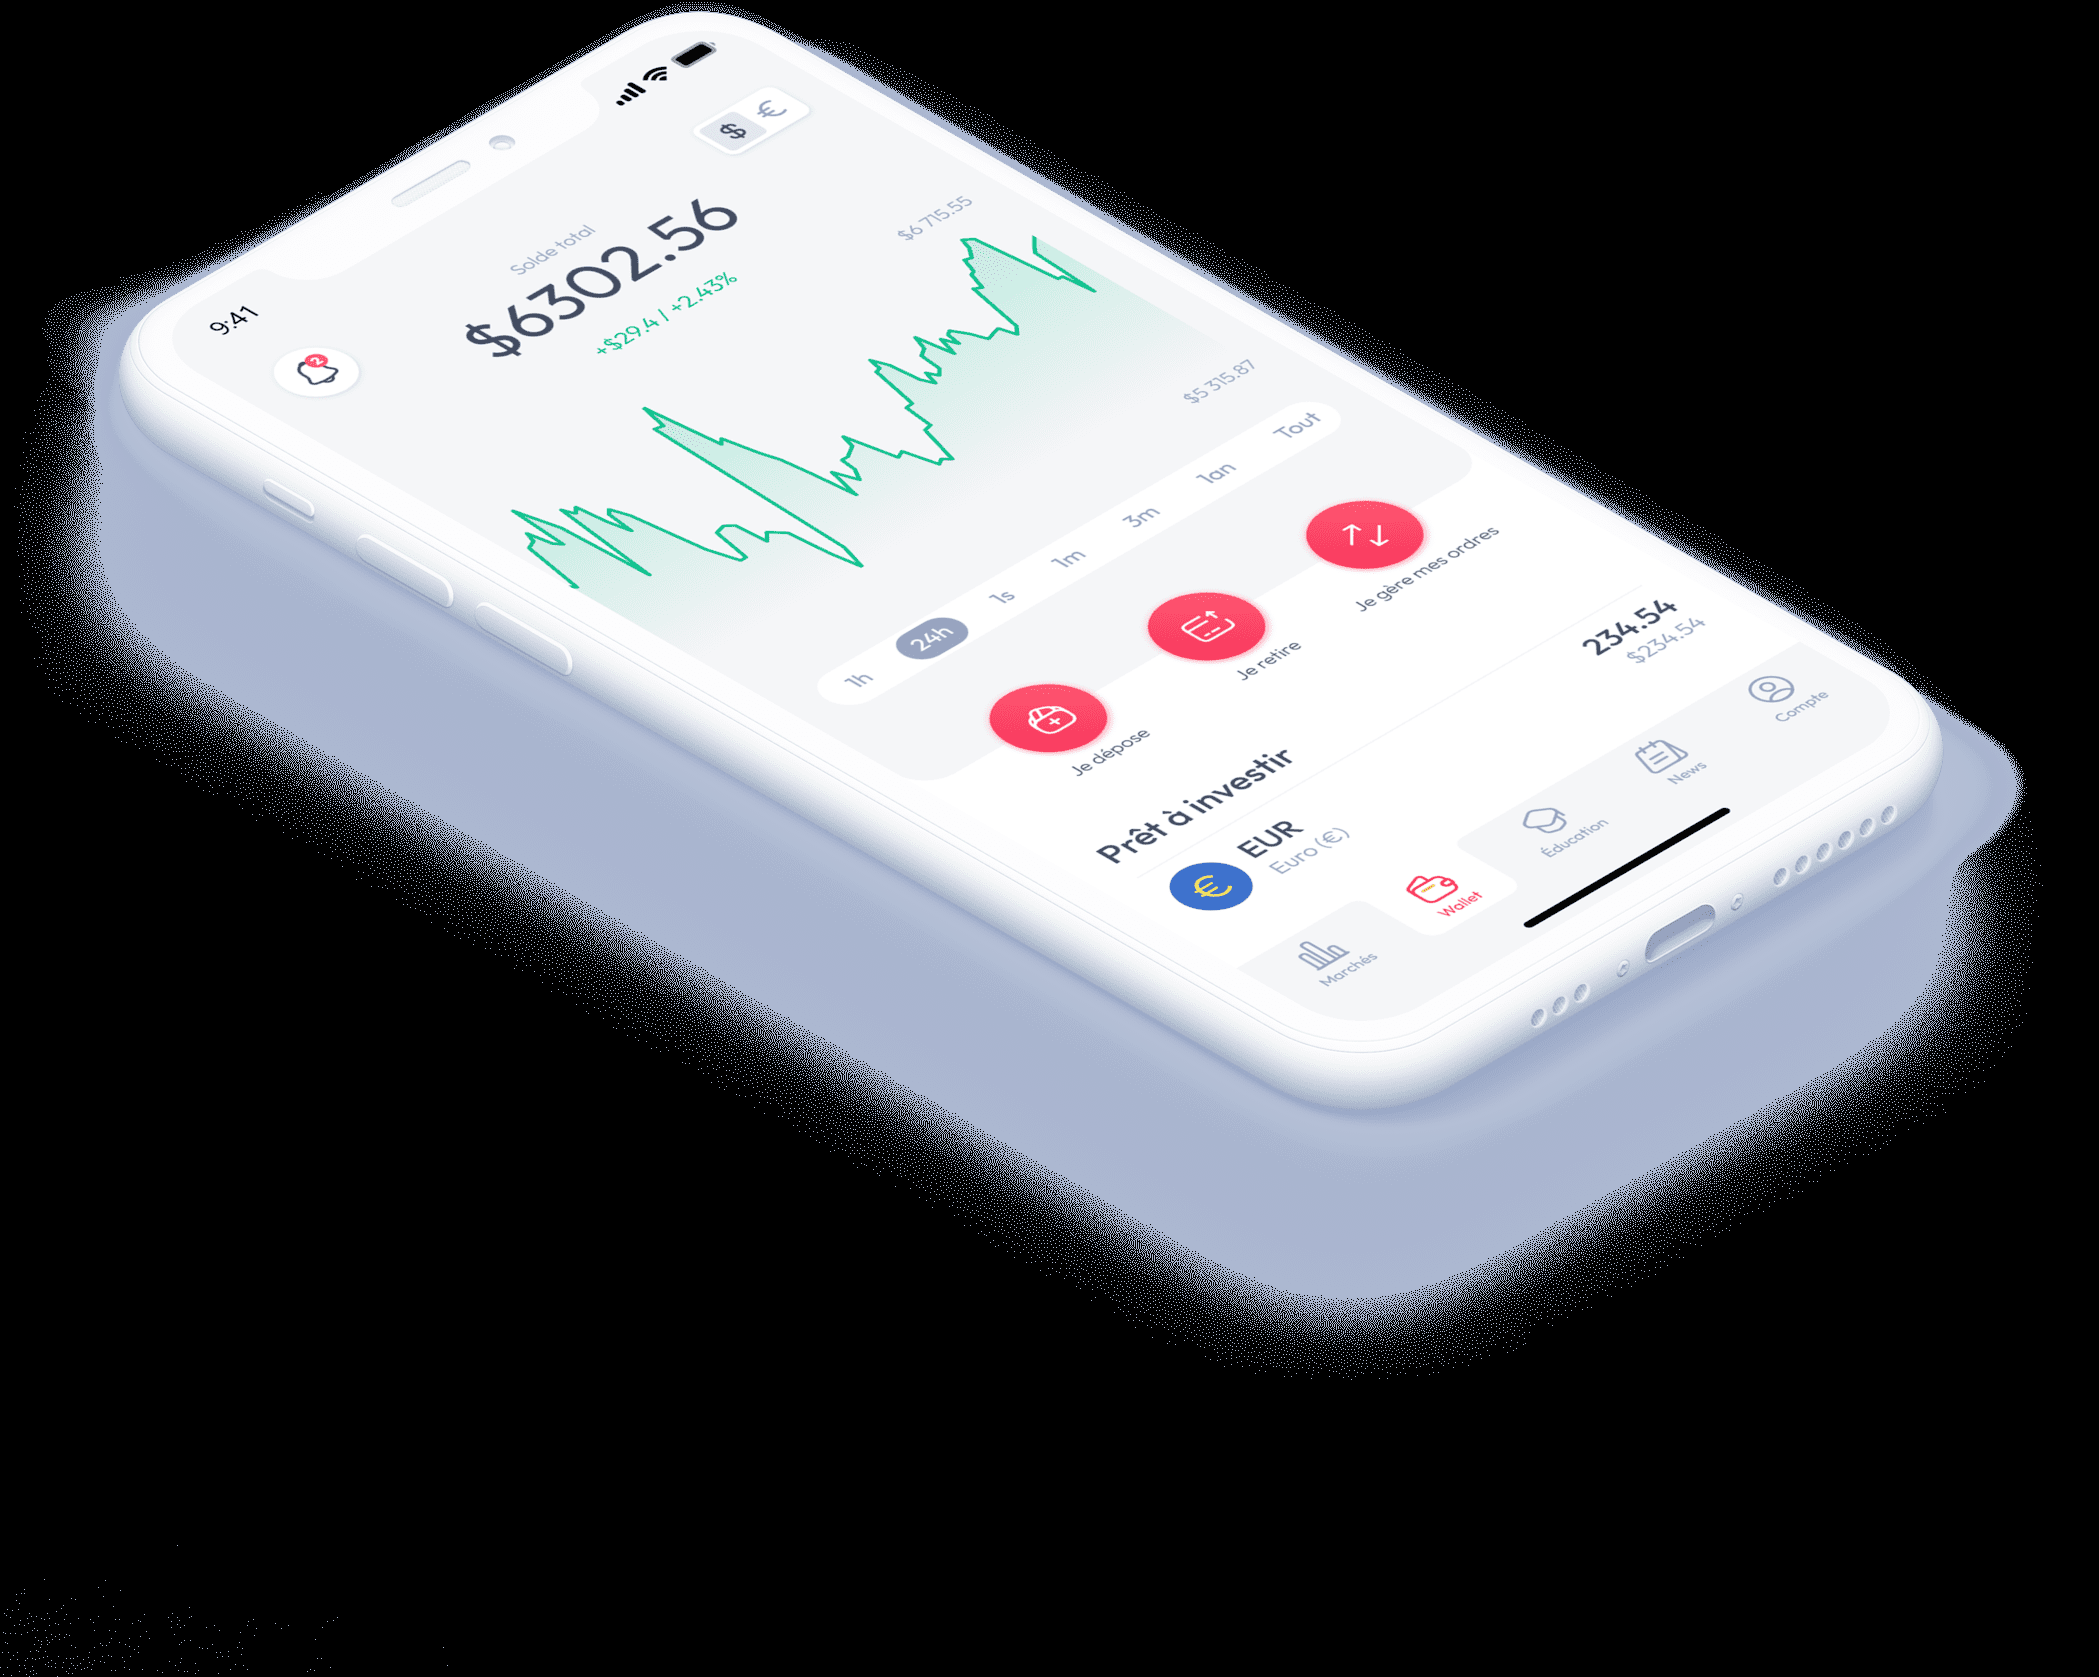 9:41
2
$ €
Solde total
$6302.56
+$29.4 | +2.43%
$6 715.55
$5 315.87
1h 24h 1s 1m 3m 1an Tout
Je dépose
Je retire
Je gère mes ordres
Prêt à investir
€
EUR
234.54
Euro (€)
$234.54
Marchés
Wallet
Éducation
News
Compte